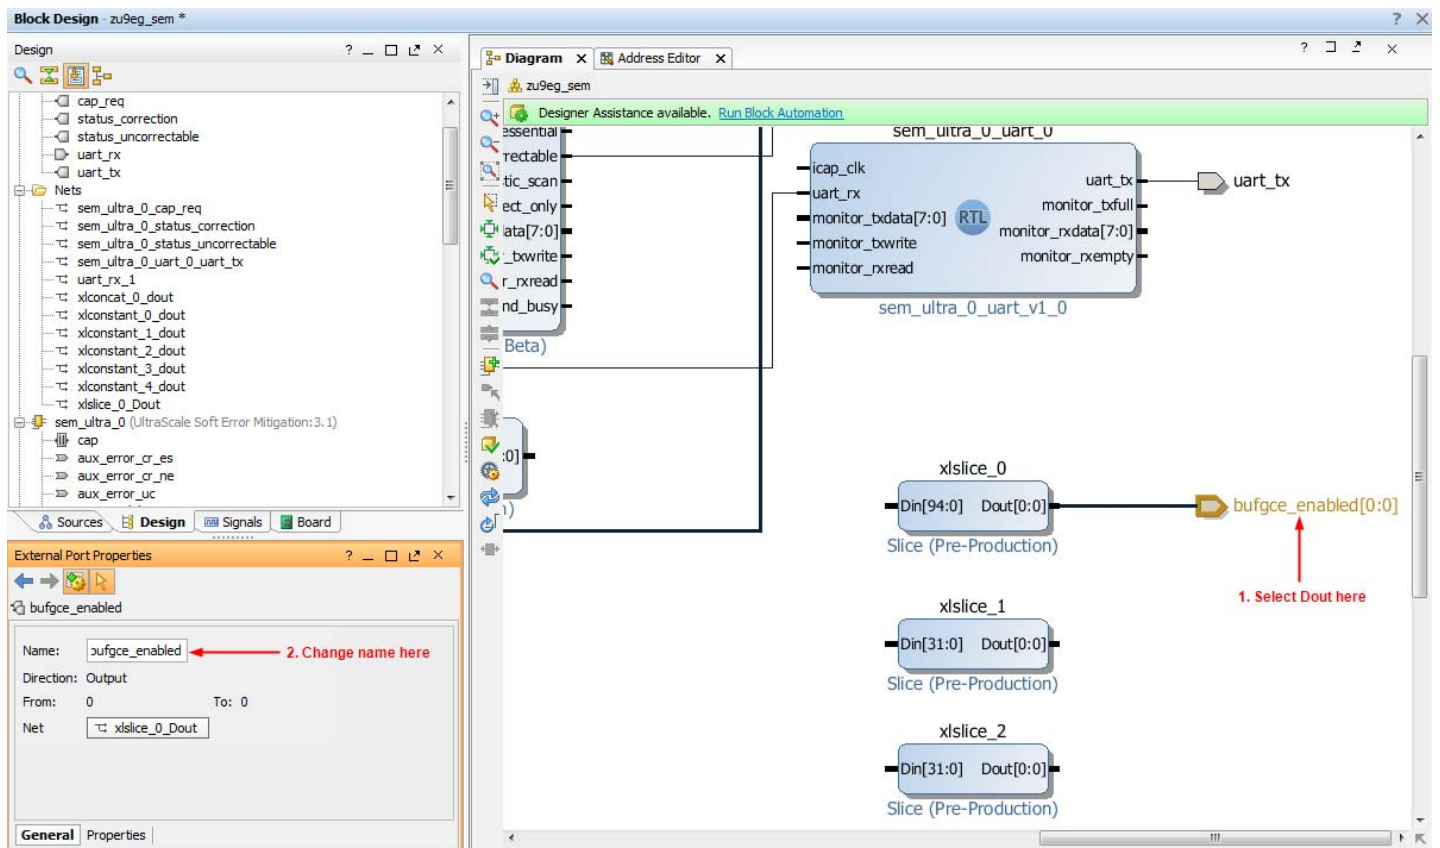 Block Design - zu9eg_sem *
Design
cap_req
status_correction
status_uncorrectable
uart_rx
uart_tx
Nets
sem_ultra_0_cap_req
sem_ultra_0_status_correction
sem_ultra_0_status_uncorrectable
sem_ultra_0_uart_0_uart_tx
uart_rx_1
xlconcat_0_dout
xlconstant_0_dout
xlconstant_1_dout
xlconstant_2_dout
xlconstant_3_dout
xlconstant_4_dout
xlslice_0_Dout
sem_ultra_0 (UltraScale Soft Error Mitigation:3.1)
cap
aux_error_cr_es
aux_error_cr_ne
aux_error_uc
Sources Design Signals Board
External Port Properties
bufgce_enabled
Name: bufgce_enabled
2. Change name here
Direction: Output
From: 0 To: 0
Net xlslice_0_Dout
General Properties
Diagram Address Editor
zu9eg_sem
Designer Assistance available. Run Block Automation
essential
rectable
tic_scan
ect_only
lata[7:0]
_txwrite
r_rxread
nd_busy
Beta)
:0]
)
sem_ultra_0_uart_0
icap_clk
uart_rx
monitor_txdata[7:0]
monitor_txwrite
monitor_rxread
RTL
uart_tx
monitor_txfull
monitor_rxdata[7:0]
monitor_rxempty
sem_ultra_0_uart_v1_0
uart_tx
xlslice_0
Din[94:0] Dout[0:0]
Slice (Pre-Production)
bufgce_enabled[0:0]
1. Select Dout here
xlslice_1
Din[31:0] Dout[0:0]
Slice (Pre-Production)
xlslice_2
Din[31:0] Dout[0:0]
Slice (Pre-Production)